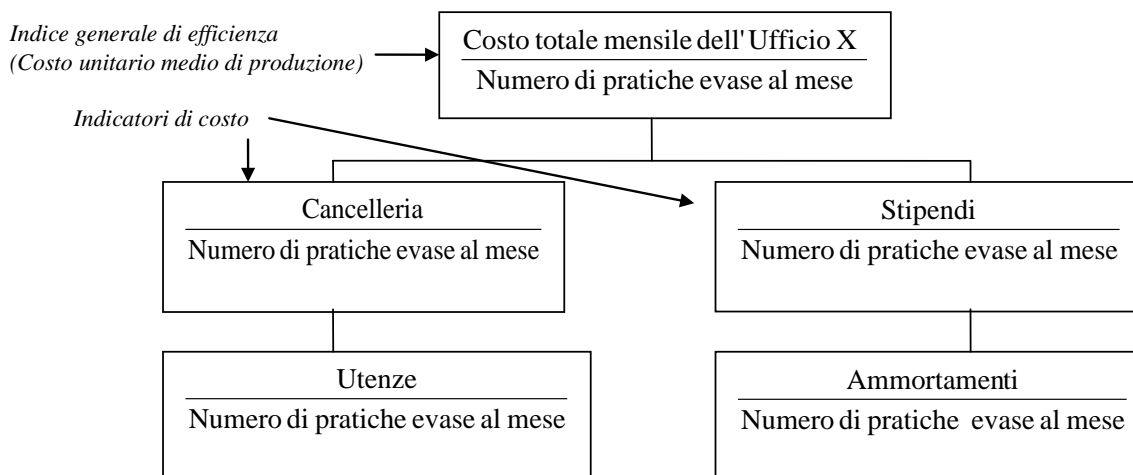 Indice generale di efficienza
(Costo unitario medio di produzione)
Costo totale mensile dell'Ufficio X
Numero di pratiche evase al mese
Indicatori di costo
Cancelleria
Numero di pratiche evase al mese
Stipendi
Numero di pratiche evase al mese
Utenze
Numero di pratiche evase al mese
Ammortamenti
Numero di pratiche evase al mese